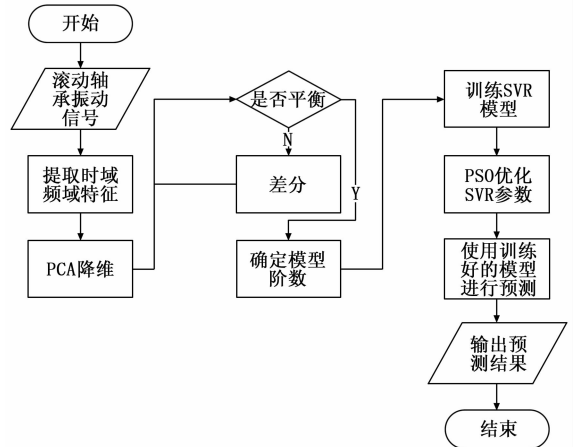 开始
滚动轴
承振动
信号
提取时域
频域特征
PCA降维
是否平衡
N
差分
Y
确定模型
阶数
训练SVR
模型
PSO优化
SVR参数
使用训练
好的模型
进行预测
输出预
测结果
结束